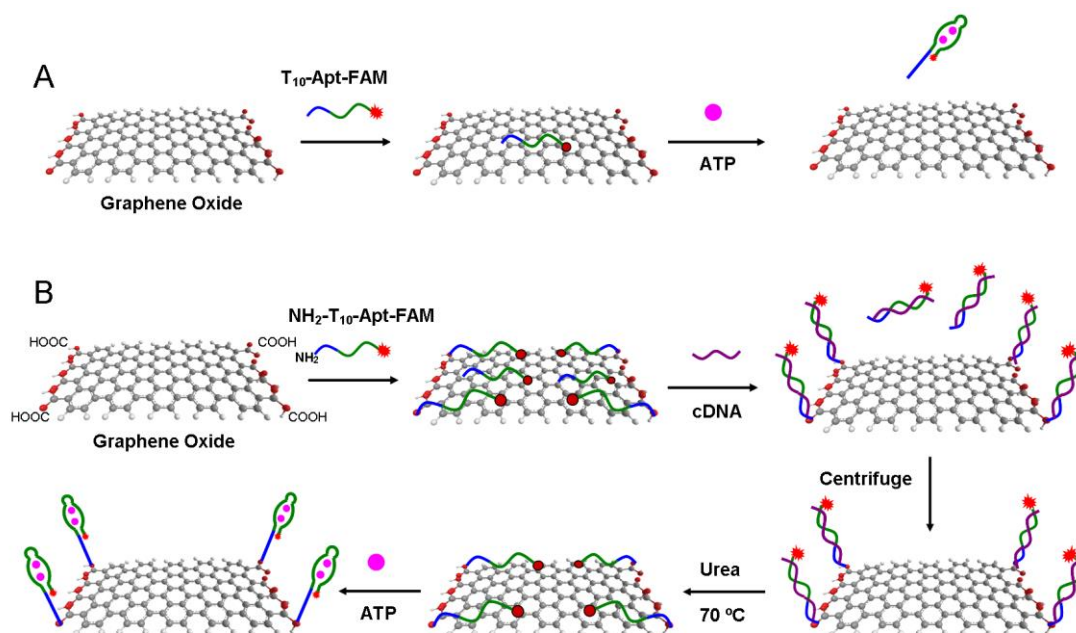 A
T₁₀-Apt-FAM
ATP
Graphene Oxide
B
NH₂-T₁₀-Apt-FAM
HOOC
COOH
NH₂
HOOC
COOH
cDNA
Graphene Oxide
Centrifuge
ATP
Urea
70 ºC